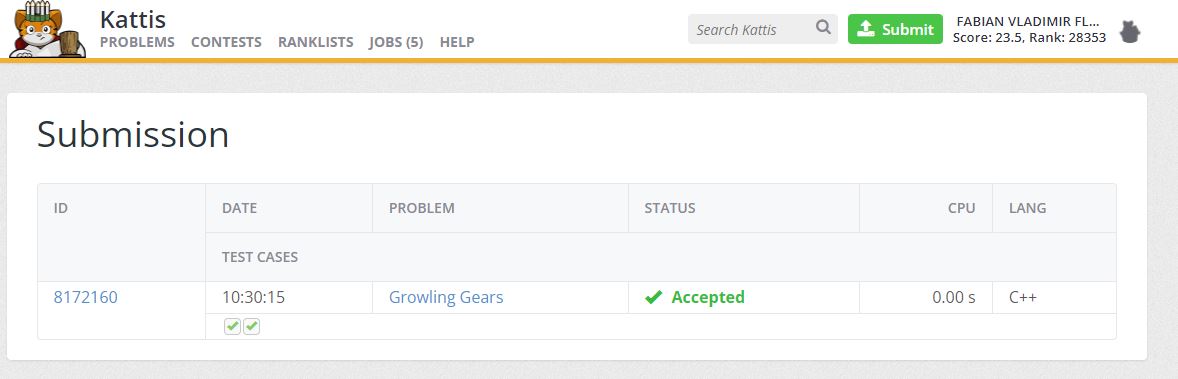 Kattis
PROBLEMS CONTESTS RANKLISTS JOBS (5) HELP
Search Kattis
Submit
FABIAN VLADIMIR FL...
Score: 23.5, Rank: 28353
Submission
ID DATE PROBLEM STATUS CPU LANG
TEST CASES
8172160 10:30:15 Growling Gears Accepted 0.00 s C++